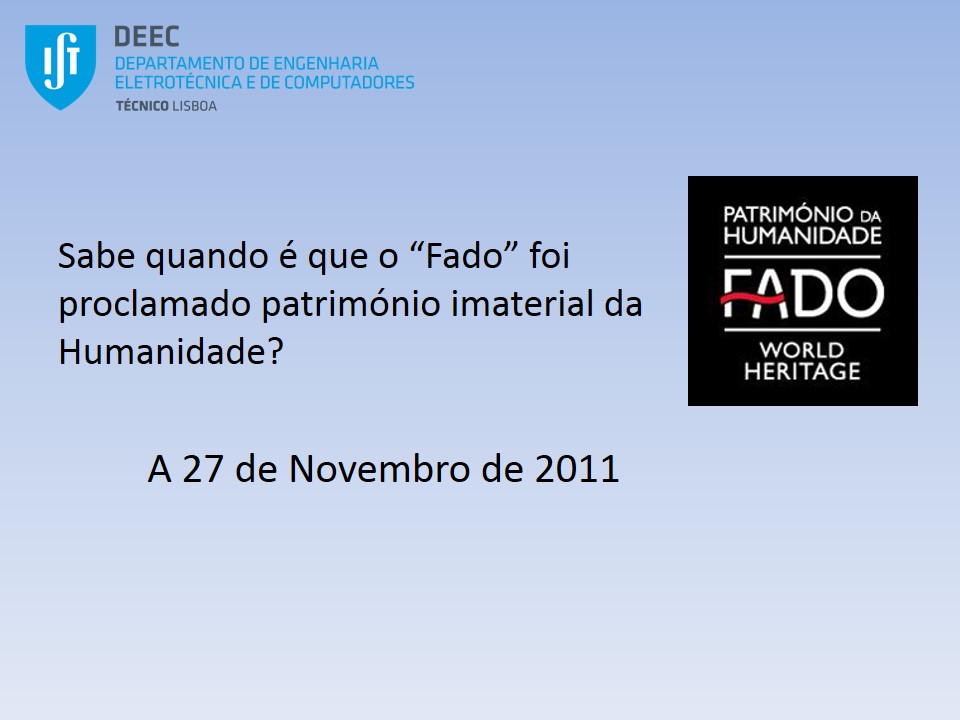 DEEC
DEPARTAMENTO DE ENGENHARIA
ELETROTÉCNICA E DE COMPUTADORES
TÉCNICO LISBOA
Sabe quando é que o “Fado” foi
proclamado património imaterial da
Humanidade?
A 27 de Novembro de 2011
PATRIMÓNIO DA
HUMANIDADE
FADO
WORLD
HERITAGE